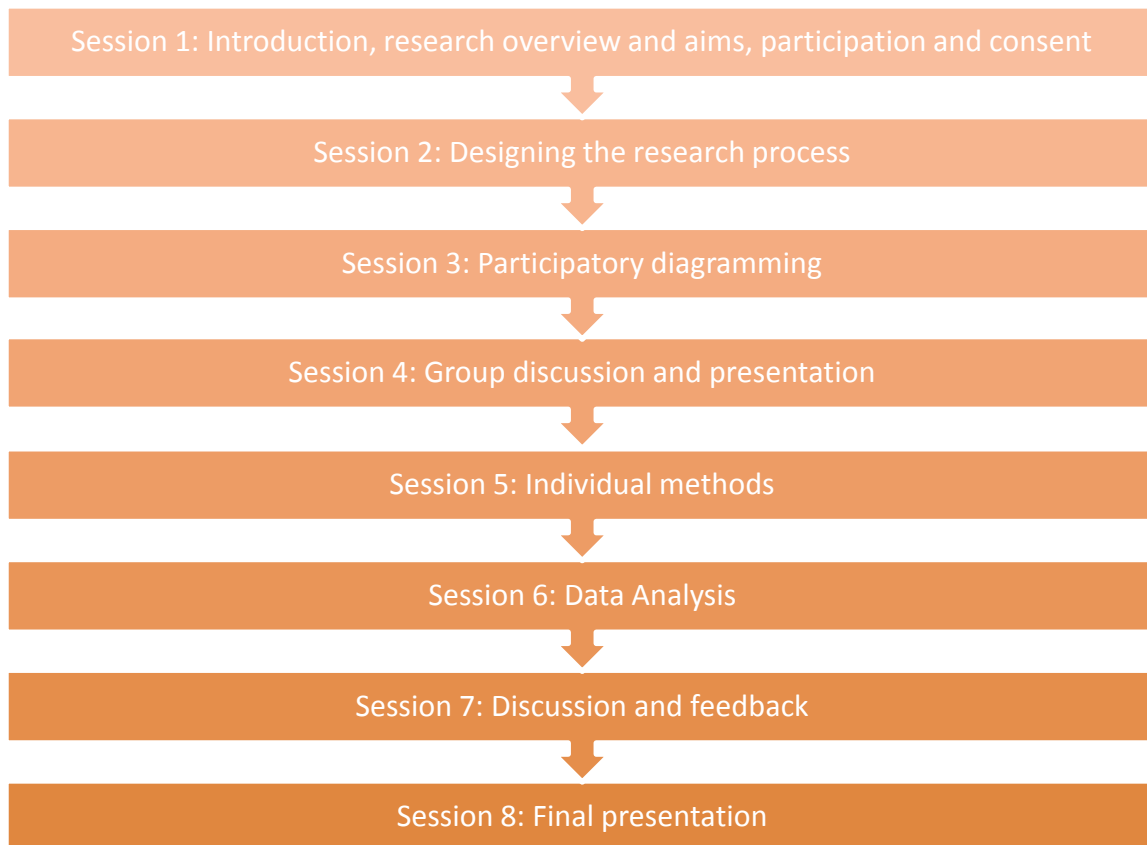 Session 1: Introduction, research overview and aims, participation and consent
Session 2: Designing the research process
Session 3: Participatory diagramming
Session 4: Group discussion and presentation
Session 5: Individual methods
Session 6: Data Analysis
Session 7: Discussion and feedback
Session 8: Final presentation